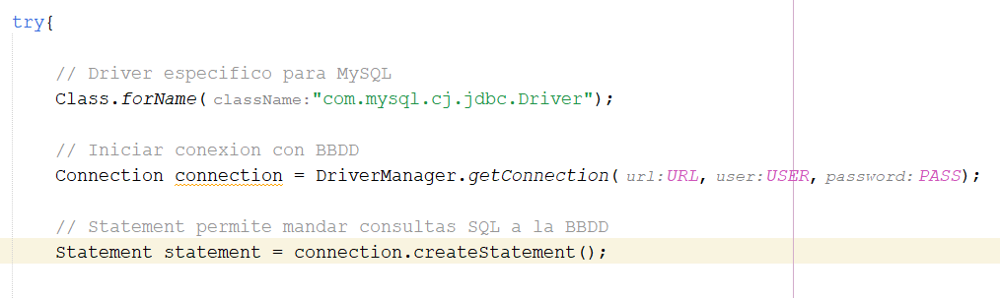 try{
// Driver especifico para MySQL
Class.forName( className:"com.mysql.cj.jdbc.Driver");
// Iniciar conexion con BBDD
Connection connection = DriverManager.getConnection( url:URL, user:USER, password:PASS);
// Statement permite mandar consultas SQL a la BBDD
Statement statement = connection.createStatement();